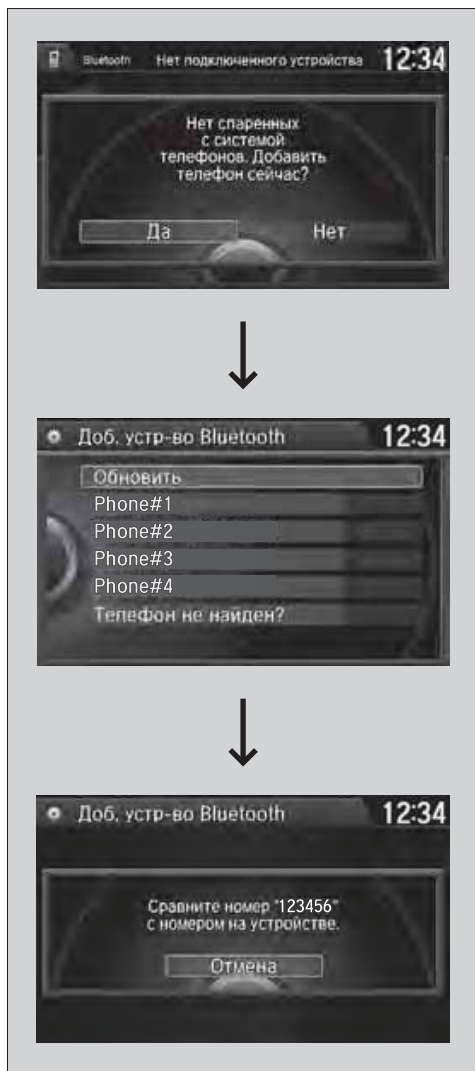 Bluetooth Нет подключенного устройства 12:34
Нет спаренных
с системой
телефонов. Добавить
телефон сейчас?
Да Нет
Доб. устр-во Bluetooth 12:34
Обновить
Phone#1
Phone#2
Phone#3
Phone#4
Телефон не найден?
Доб. устр-во Bluetooth 12:34
Сравните номер "123456"
с номером на устройстве.
Отмена